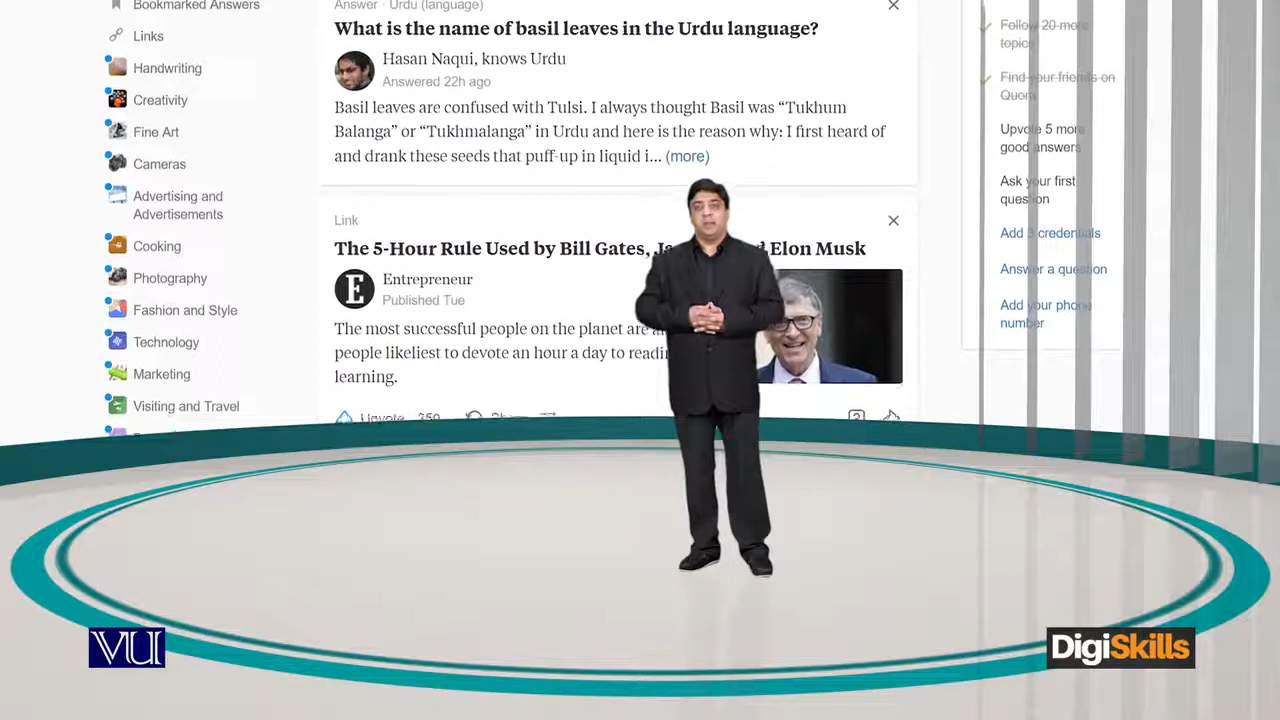 Bookmarked Answers
Links
Handwriting
Creativity
Fine Art
Cameras
Advertising and
Advertisements
Cooking
Photography
Fashion and Style
Technology
Marketing
Visiting and Travel
Answer · Urdu (language)
What is the name of basil leaves in the Urdu language?
Hasan Naqui, knows Urdu
Answered 22h ago
Basil leaves are confused with Tulsi. I always thought Basil was “Tukhum
Balanga” or “Tukhmalanga” in Urdu and here is the reason why: I first heard of
and drank these seeds that puff-up in liquid i... (more)
Link
The 5-Hour Rule Used by Bill Gates, Elon Musk
E
Entrepreneur
Published Tue
The most successful people on the planet are
people likeliest to devote an hour a day to
learning.
Upvote 359
Follow 20 more
topics
Find your friends on
Quora
Upvote 5 more
good answers
Ask your first
question
Add 3 credentials
Answer a question
Add your phone
number
VU
DigiSkills